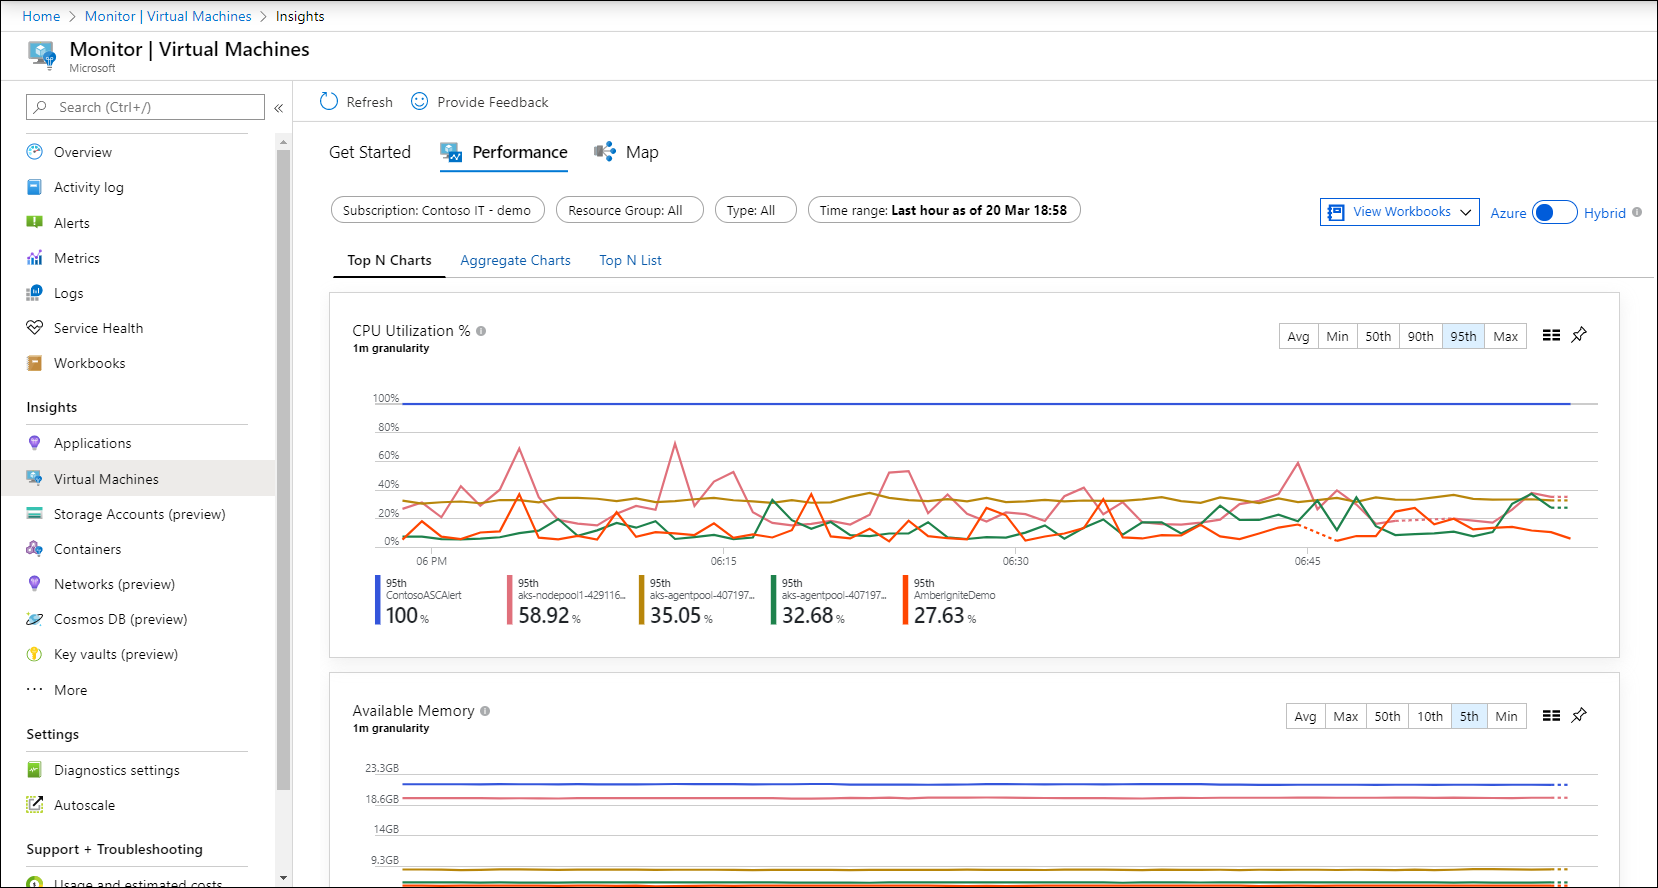 Home > Monitor | Virtual Machines > Insights
Monitor | Virtual Machines
Microsoft
Search (Ctrl+/)
«
Overview
Activity log
Alerts
Metrics
Logs
Service Health
Workbooks
Insights
Applications
Virtual Machines
Storage Accounts (preview)
Containers
Networks (preview)
Cosmos DB (preview)
Key vaults (preview)
More
Settings
Diagnostics settings
Autoscale
Support + Troubleshooting
Usage and estimated costs
Refresh
Provide Feedback
Get Started
Performance
Map
Subscription: Contoso IT - demo
Resource Group: All
Type: All
Time range: Last hour as of 20 Mar 18:58
View Workbooks
Azure
Hybrid
Top N Charts
Aggregate Charts
Top N List
CPU Utilization %
1m granularity
Avg
Min
50th
90th
95th
Max
100%
80%
60%
40%
20%
0%
06 PM
06:15
06:30
06:45
95th
ContosoASCAlert
100 %
95th
aks-nodepool1-429116...
58.92 %
95th
aks-agentpool-407197...
35.05 %
95th
aks-agentpool-407197...
32.68 %
95th
AmberIgniteDemo
27.63 %
Available Memory
1m granularity
Avg
Max
50th
10th
5th
Min
23.3GB
18.6GB
14GB
9.3GB